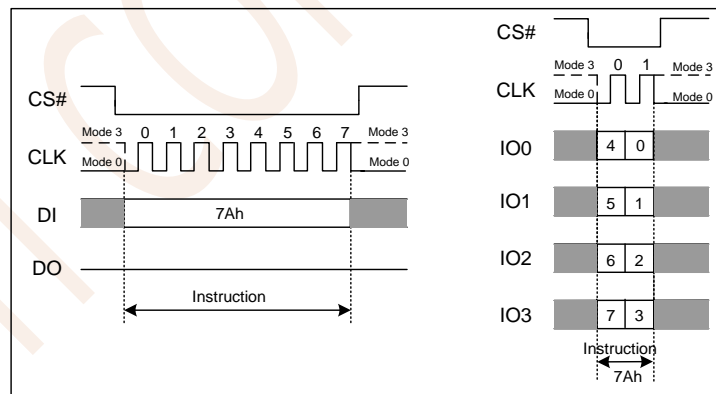 CS#
Mode 3 0 1 2 3 4 5 6 7 Mode 3
CLK
Mode 0 Mode 0
DI 7Ah
DO
Instruction
CS#
Mode 3 0 1 Mode 3
CLK
Mode 0 Mode 0
IO0 4 0
IO1 5 1
IO2 6 2
IO3 7 3
Instruction
7Ah